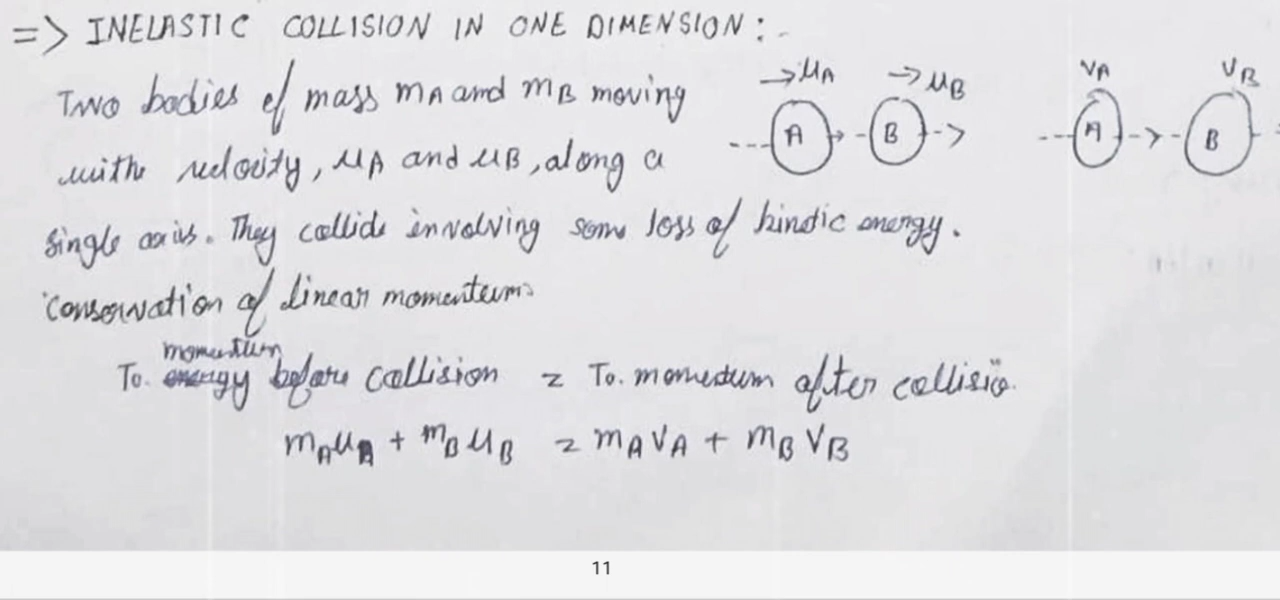 => INELASTIC COLLISION IN ONE DIMENSION :-
Two bodies of mass mA and mB moving
with velocity, uA and uB, along a
single axis. They collide involving some loss of kinetic energy.
Conservation of linear momentum
momentum
To. energy before collision = To. momentum after collision.
mAuA + mBuB = mAvA + mBvB
→uA →uB vA vB
A B A B
11